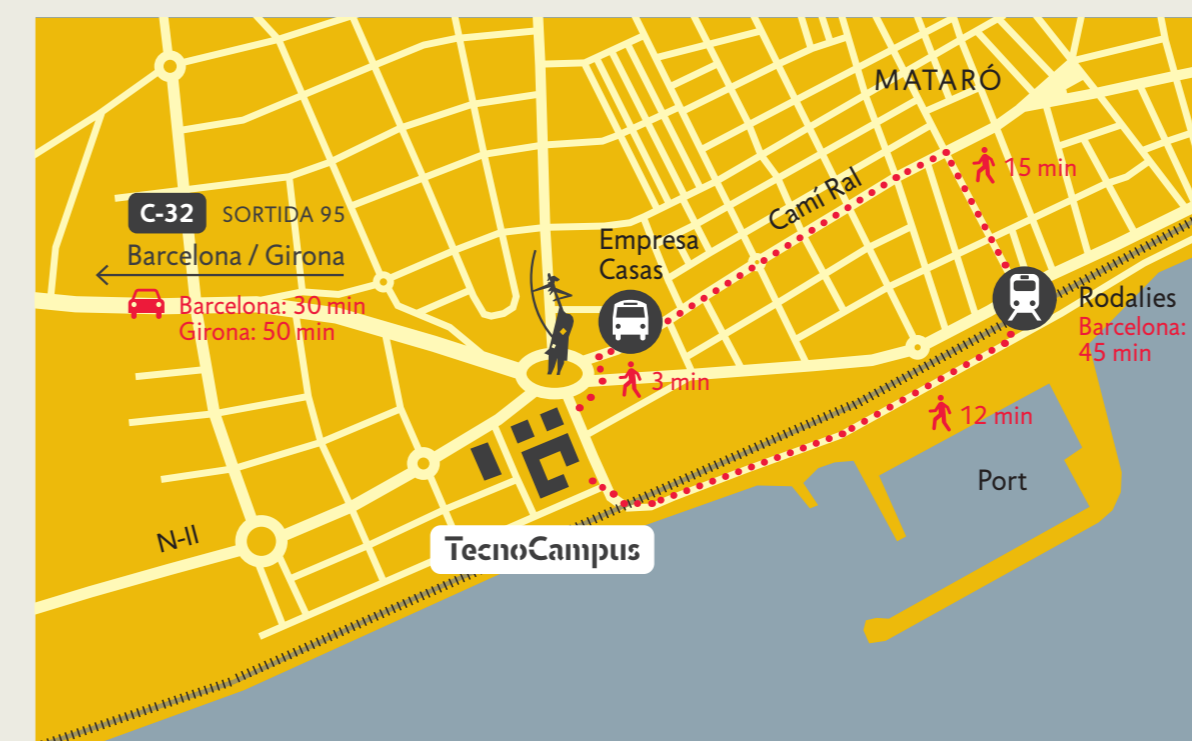 MATARÓ
15 min
Camí Ral
C-32 SORTIDA 95
Barcelona / Girona
Barcelona: 30 min
Girona: 50 min
Empresa
Casas
Rodalies
Barcelona:
45 min
3 min
12 min
Port
N-II
TecnoCampus